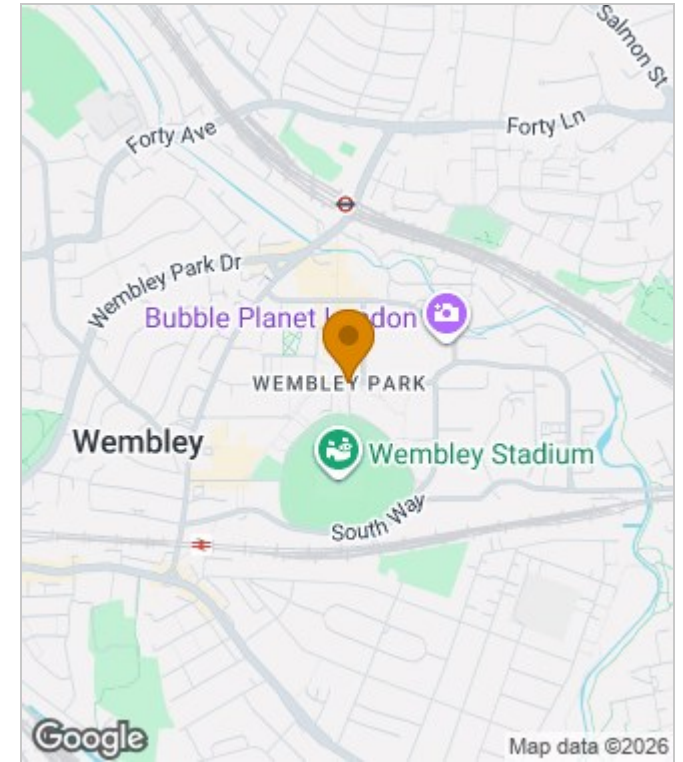 Salmon St
Forty Ave
Forty Ln
Wembley Park Dr
Bubble Planet L don
WEMBLEY PARK
Wembley
Wembley Stadium
South Way
Google
Map data ©2026